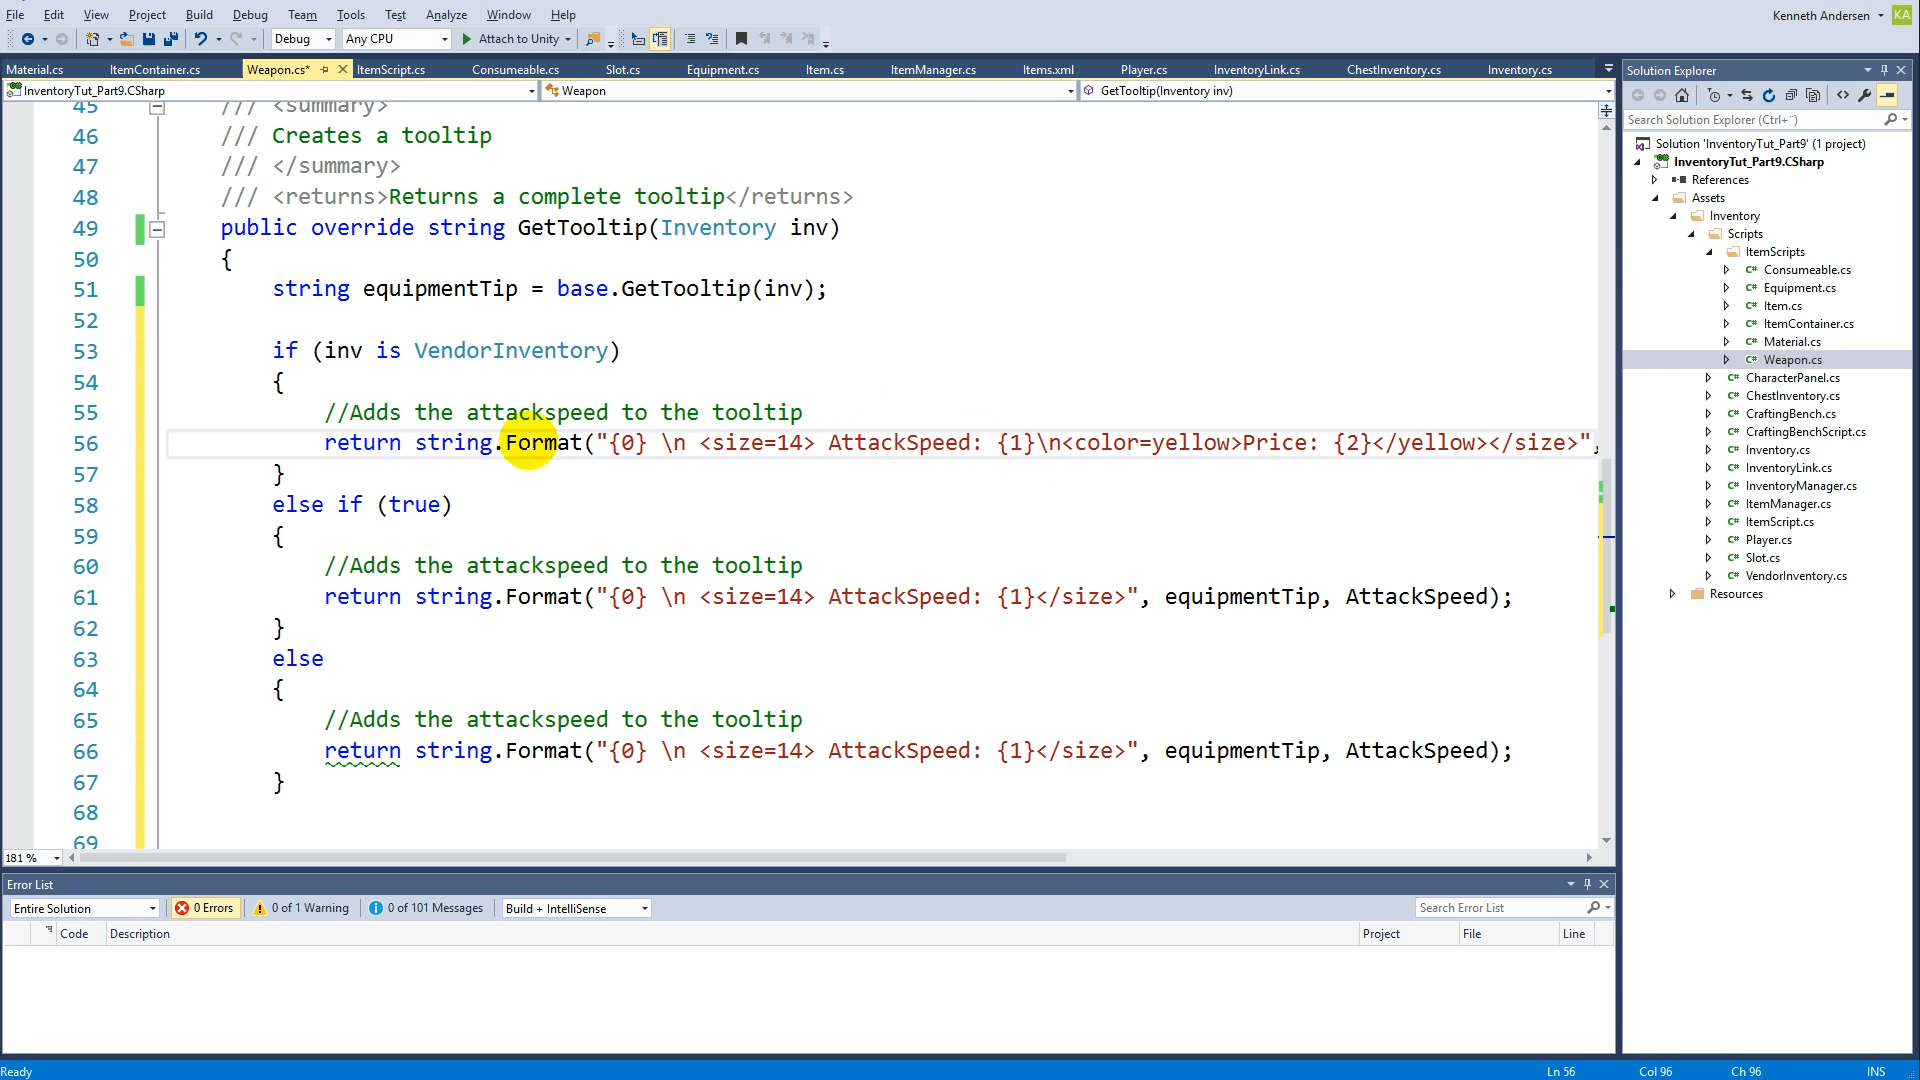 File Edit View Project Build Debug Team Tools Test Analyze Window Help Kenneth Andersen KA
Debug Any CPU Attach to Unity
Material.cs ItemContainer.cs Weapon.cs* ItemScript.cs Consumeable.cs Slot.cs Equipment.cs Item.cs ItemManager.cs Items.xml Player.cs InventoryLink.cs ChestInventory.cs Inventory.cs
InventoryTut_Part9.CSharp Weapon GetTooltip(Inventory inv)
45 /// <summary>
46 /// Creates a tooltip
47 /// </summary>
48 /// <returns>Returns a complete tooltip</returns>
49 public override string GetTooltip(Inventory inv)
50 {
51 string equipmentTip = base.GetTooltip(inv);
52
53 if (inv is VendorInventory)
54 {
55 //Adds the attackspeed to the tooltip
56 return string.Format("{0} \n <size=14> AttackSpeed: {1}\n<color=yellow>Price: {2}</yellow></size>",
57 }
58 else if (true)
59 {
60 //Adds the attackspeed to the tooltip
61 return string.Format("{0} \n <size=14> AttackSpeed: {1}</size>", equipmentTip, AttackSpeed);
62 }
63 else
64 {
65 //Adds the attackspeed to the tooltip
66 return string.Format("{0} \n <size=14> AttackSpeed: {1}</size>", equipmentTip, AttackSpeed);
67 }
68
69
181 %
Error List
Entire Solution 0 Errors 0 of 1 Warning 0 of 101 Messages Build + IntelliSense Search Error List
Code Description Project File Line
Solution Explorer
Search Solution Explorer (Ctrl+¨)
Solution 'InventoryTut_Part9' (1 project)
InventoryTut_Part9.CSharp
References
Assets
Inventory
Scripts
ItemScripts
C# Consumeable.cs
C# Equipment.cs
C# Item.cs
C# ItemContainer.cs
C# Material.cs
C# Weapon.cs
C# CharacterPanel.cs
C# ChestInventory.cs
C# CraftingBench.cs
C# CraftingBenchScript.cs
C# Inventory.cs
C# InventoryLink.cs
C# InventoryManager.cs
C# ItemManager.cs
C# ItemScript.cs
C# Player.cs
C# Slot.cs
C# VendorInventory.cs
Resources
Ready Ln 56 Col 96 Ch 96 INS